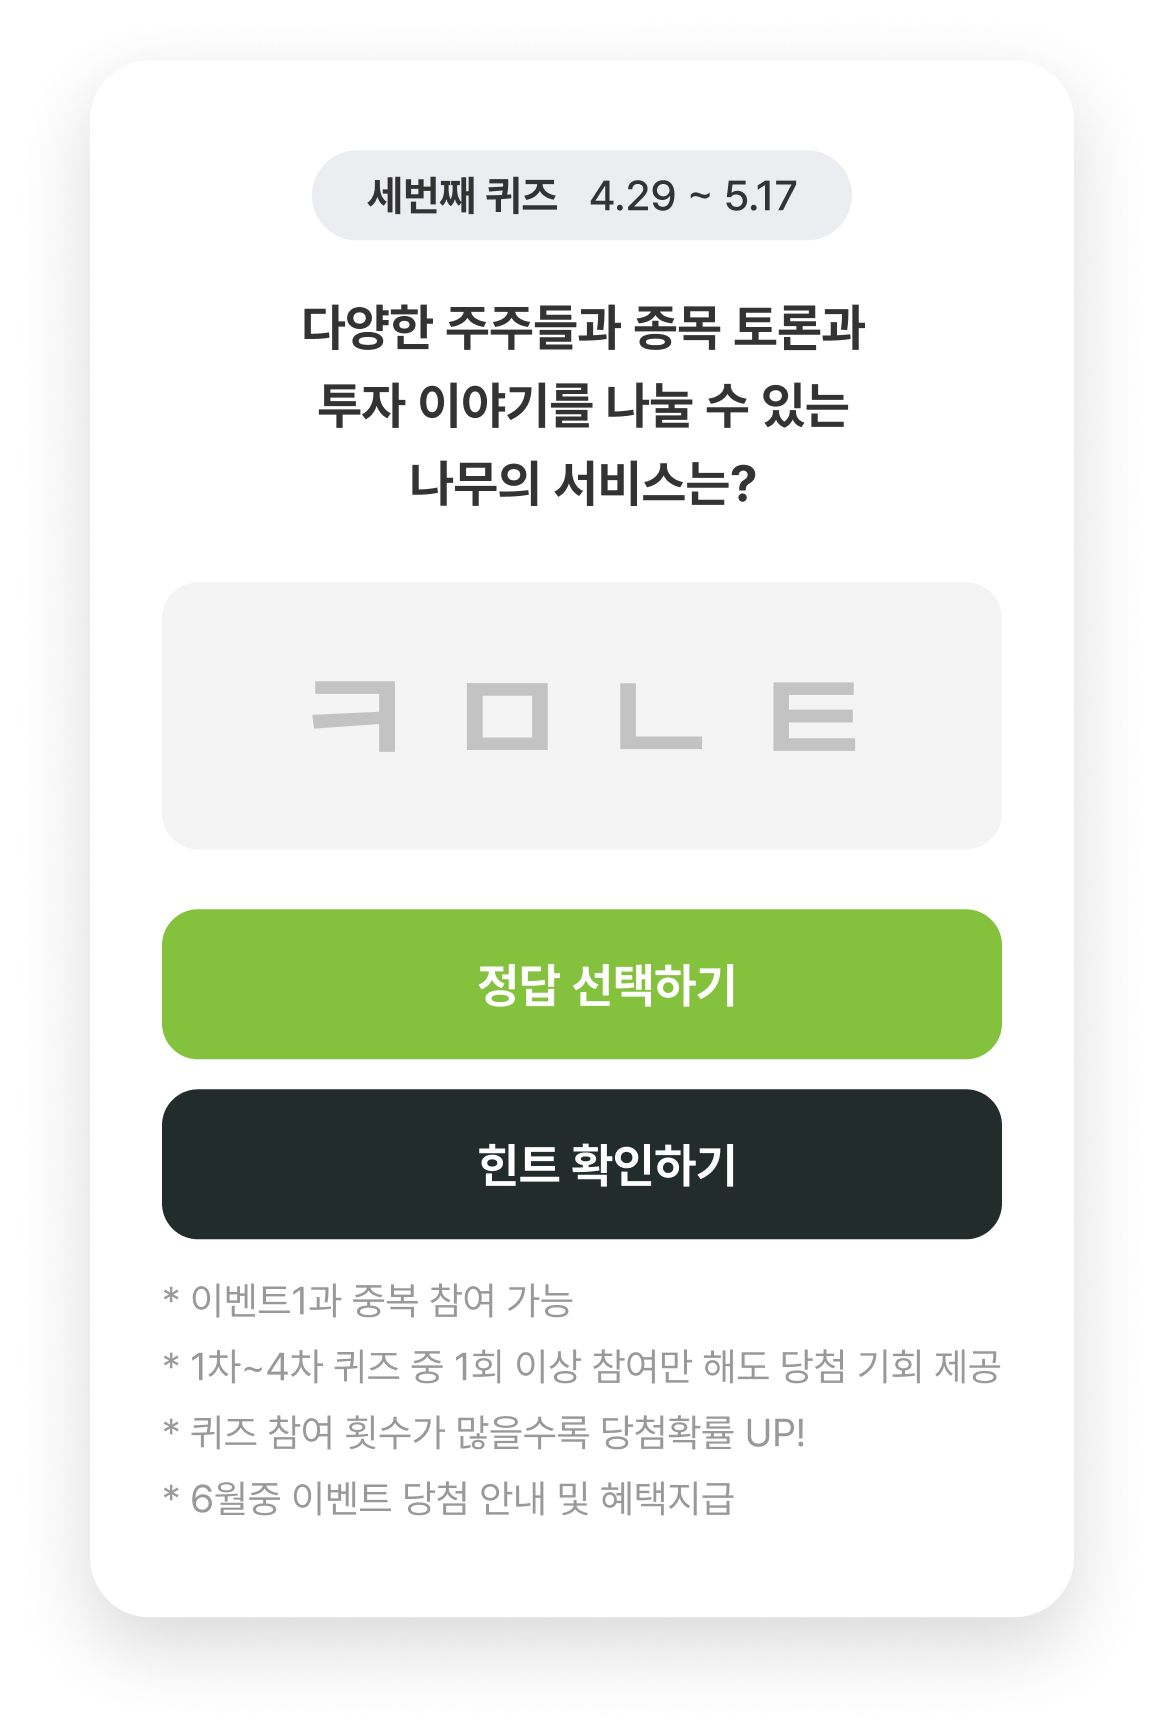 세번째 퀴즈 4.29 ~ 5.17
다양한 주주들과 종목 토론과
투자 이야기를 나눌 수 있는
나무의 서비스는?
ㅋ ㅁ ㄴ ㅌ
정답 선택하기
힌트 확인하기
* 이벤트1과 중복 참여 가능
* 1차~4차 퀴즈 중 1회 이상 참여만 해도 당첨 기회 제공
* 퀴즈 참여 횟수가 많을수록 당첨확률 UP!
* 6월중 이벤트 당첨 안내 및 혜택지급